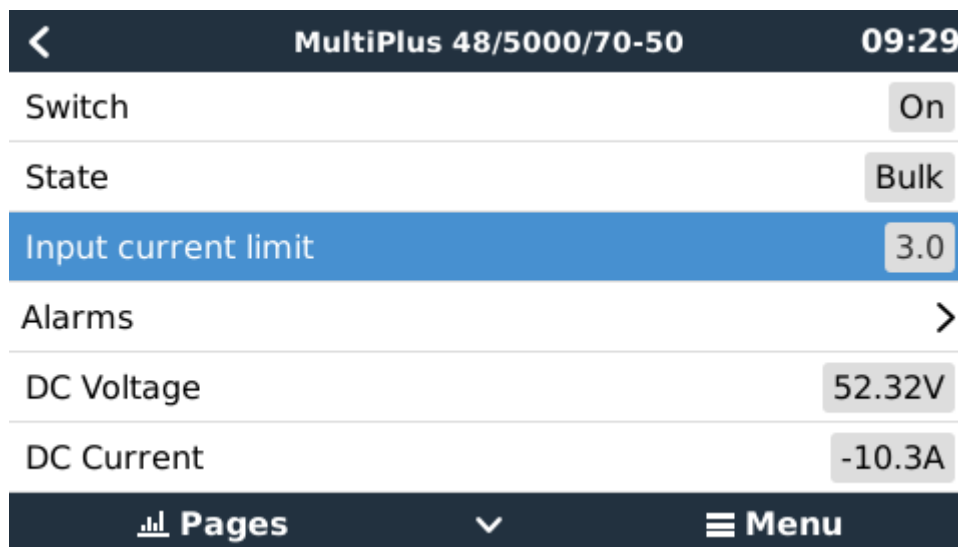 MultiPlus 48/5000/70-50 09:29
Switch On
State Bulk
Input current limit 3.0
Alarms
DC Voltage 52.32V
DC Current -10.3A
Pages Menu